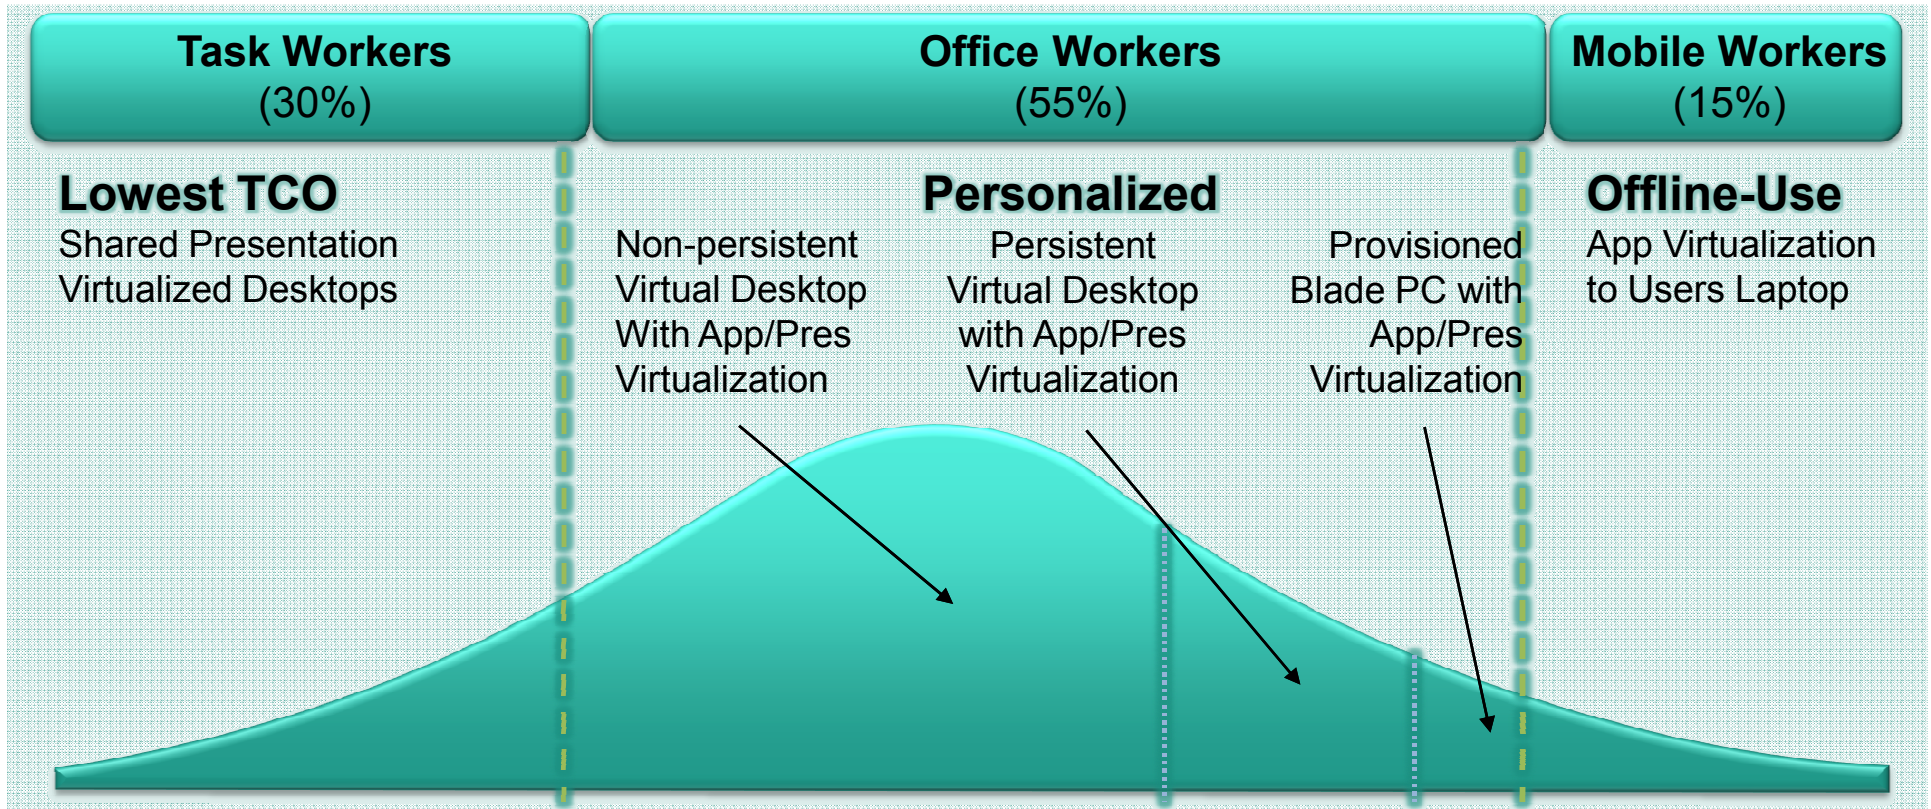 Task Workers
(30%)
Office Workers
(55%)
Mobile Workers
(15%)
Lowest TCO
Shared Presentation
Virtualized Desktops
Personalized
Non-persistent
Virtual Desktop
With App/Pres
Virtualization
Persistent
Virtual Desktop
with App/Pres
Virtualization
Provisioned
Blade PC with
App/Pres
Virtualization
Offline-Use
App Virtualization
to Users Laptop